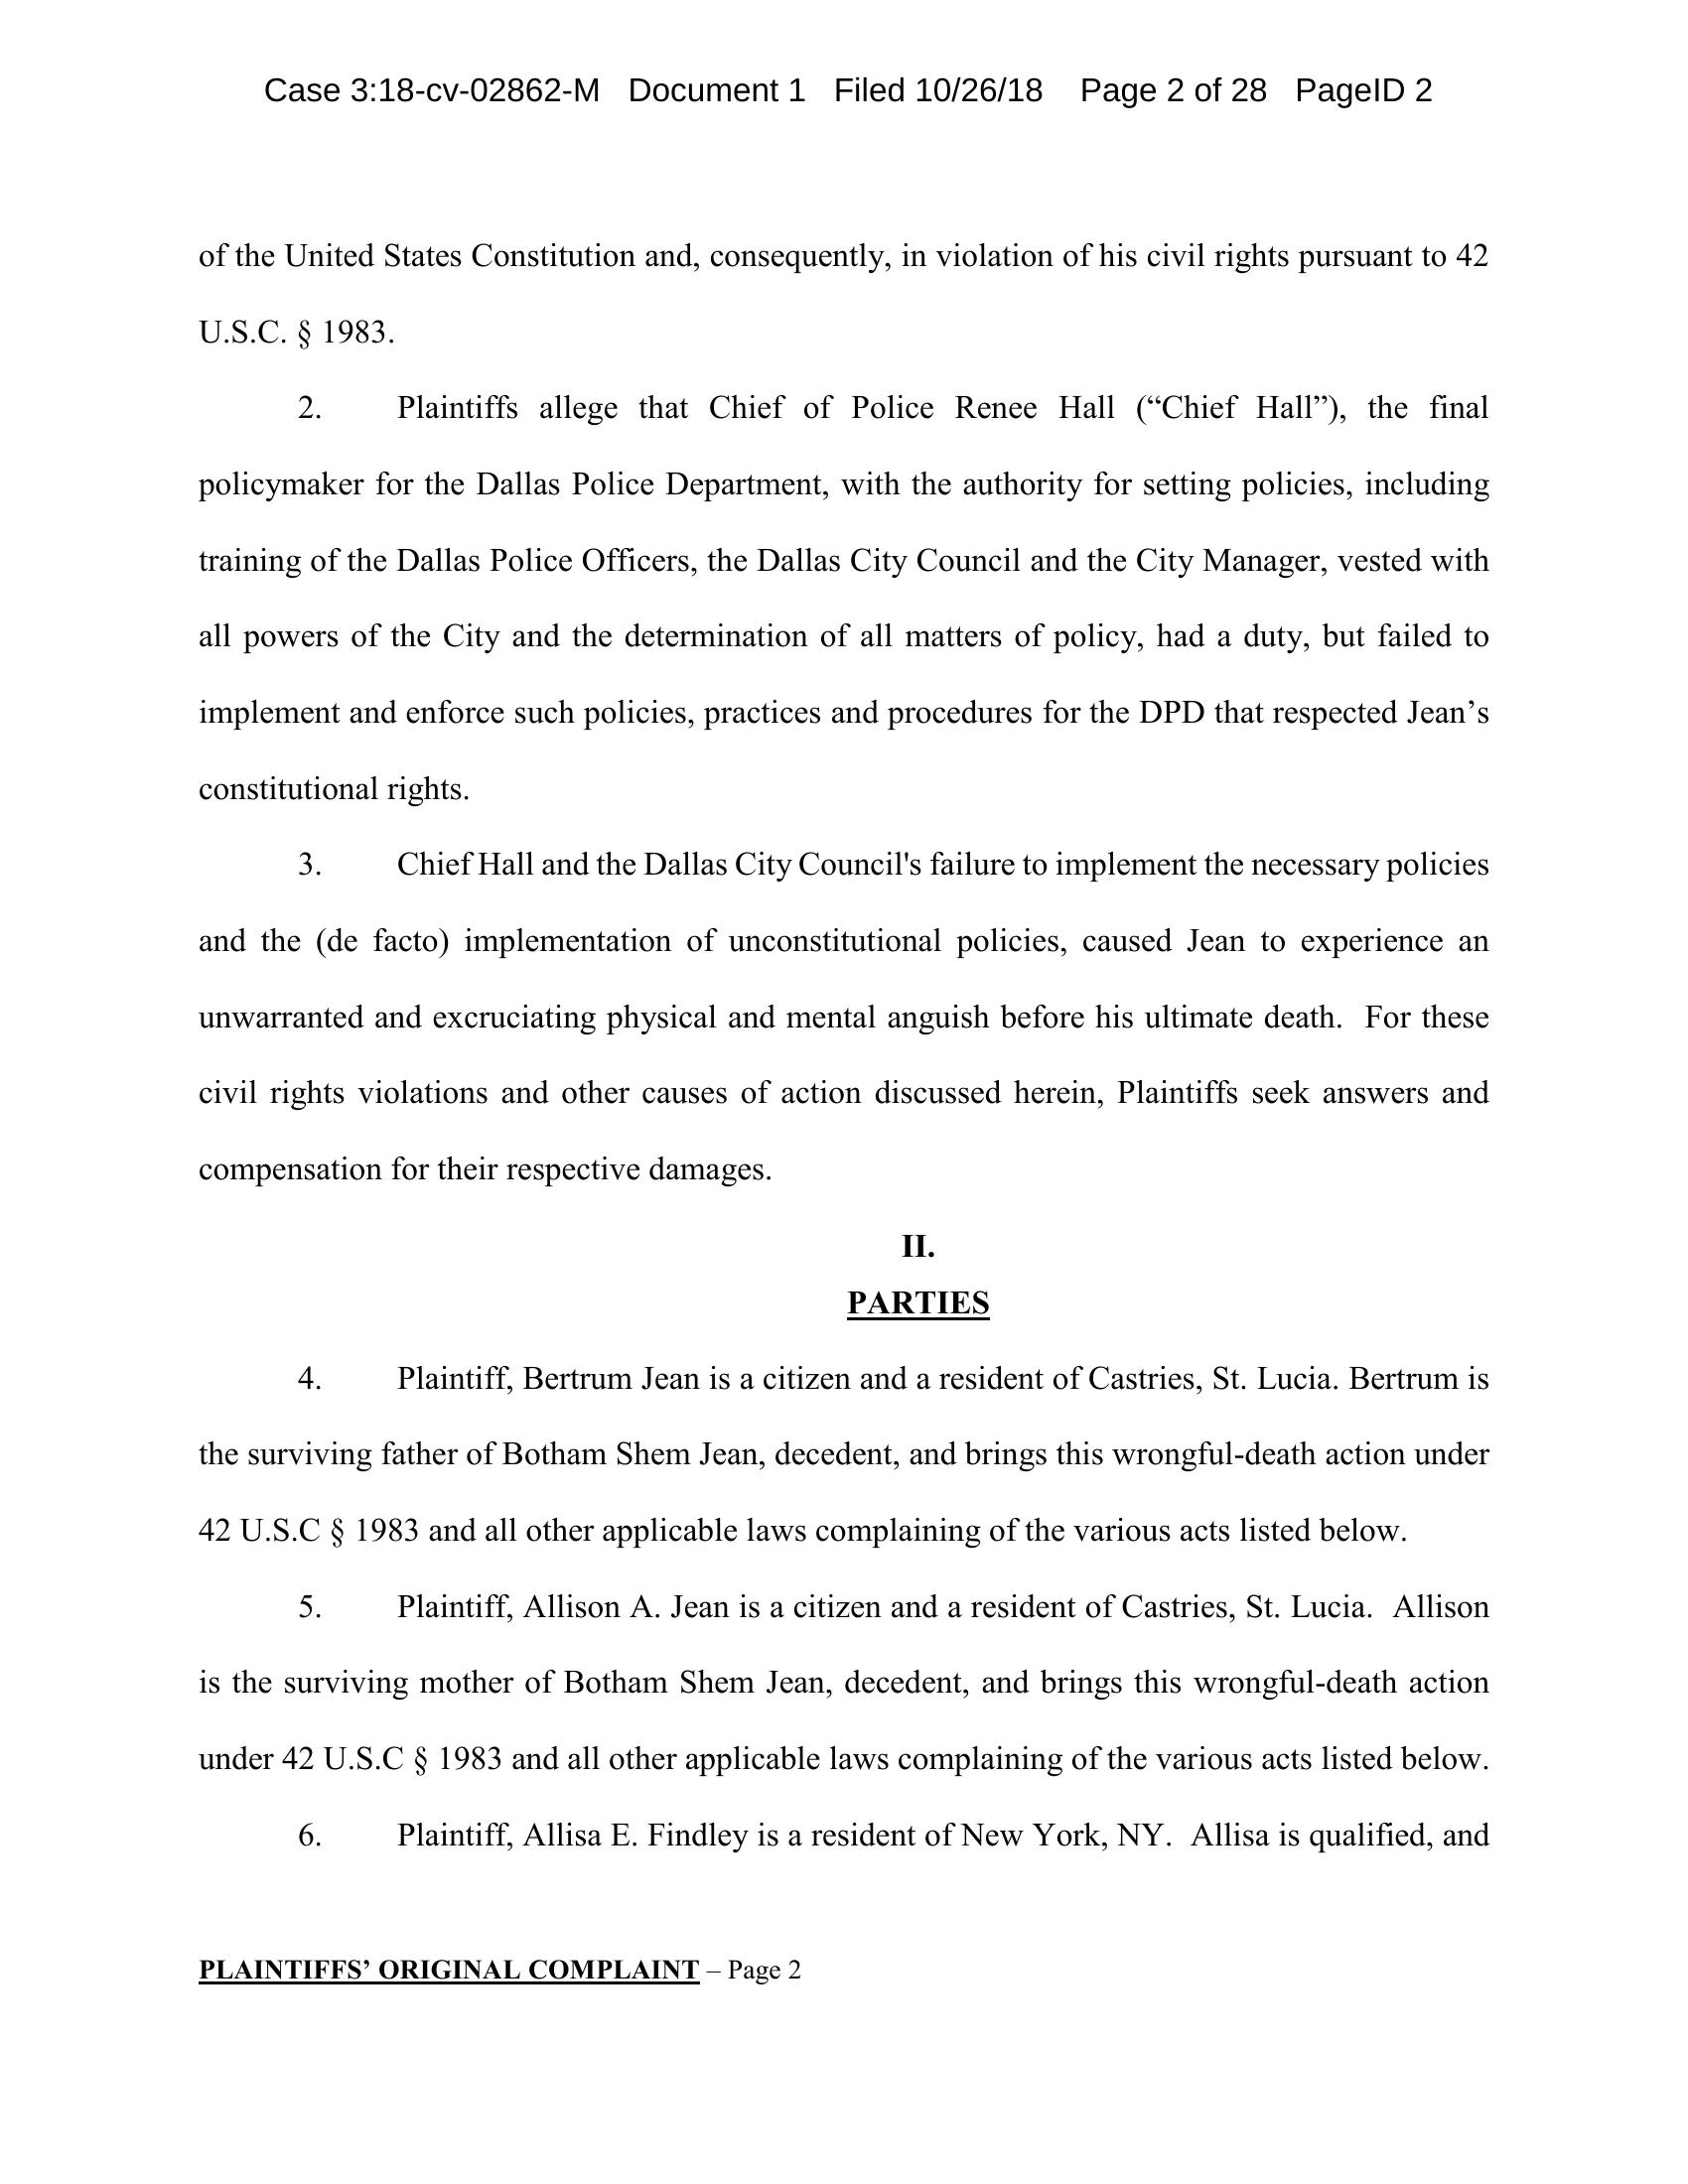 Case 3:18-cv-02862-M Document 1 Filed 10/26/18 Page 2 of 28 PageID 2
of the United States Constitution and, consequently, in violation of his civil rights pursuant to 42
U.S.C. § 1983.
2. Plaintiffs allege that Chief of Police Renee Hall (“Chief Hall”), the final
policymaker for the Dallas Police Department, with the authority for setting policies, including
training of the Dallas Police Officers, the Dallas City Council and the City Manager, vested with
all powers of the City and the determination of all matters of policy, had a duty, but failed to
implement and enforce such policies, practices and procedures for the DPD that respected Jean’s
constitutional rights.
3. Chief Hall and the Dallas City Council's failure to implement the necessary policies
and the (de facto) implementation of unconstitutional policies, caused Jean to experience an
unwarranted and excruciating physical and mental anguish before his ultimate death. For these
civil rights violations and other causes of action discussed herein, Plaintiffs seek answers and
compensation for their respective damages.
II.
PARTIES
4. Plaintiff, Bertrum Jean is a citizen and a resident of Castries, St. Lucia. Bertrum is
the surviving father of Botham Shem Jean, decedent, and brings this wrongful-death action under
42 U.S.C § 1983 and all other applicable laws complaining of the various acts listed below.
5. Plaintiff, Allison A. Jean is a citizen and a resident of Castries, St. Lucia. Allison
is the surviving mother of Botham Shem Jean, decedent, and brings this wrongful-death action
under 42 U.S.C § 1983 and all other applicable laws complaining of the various acts listed below.
6. Plaintiff, Allisa E. Findley is a resident of New York, NY. Allisa is qualified, and
PLAINTIFFS’ ORIGINAL COMPLAINT – Page 2